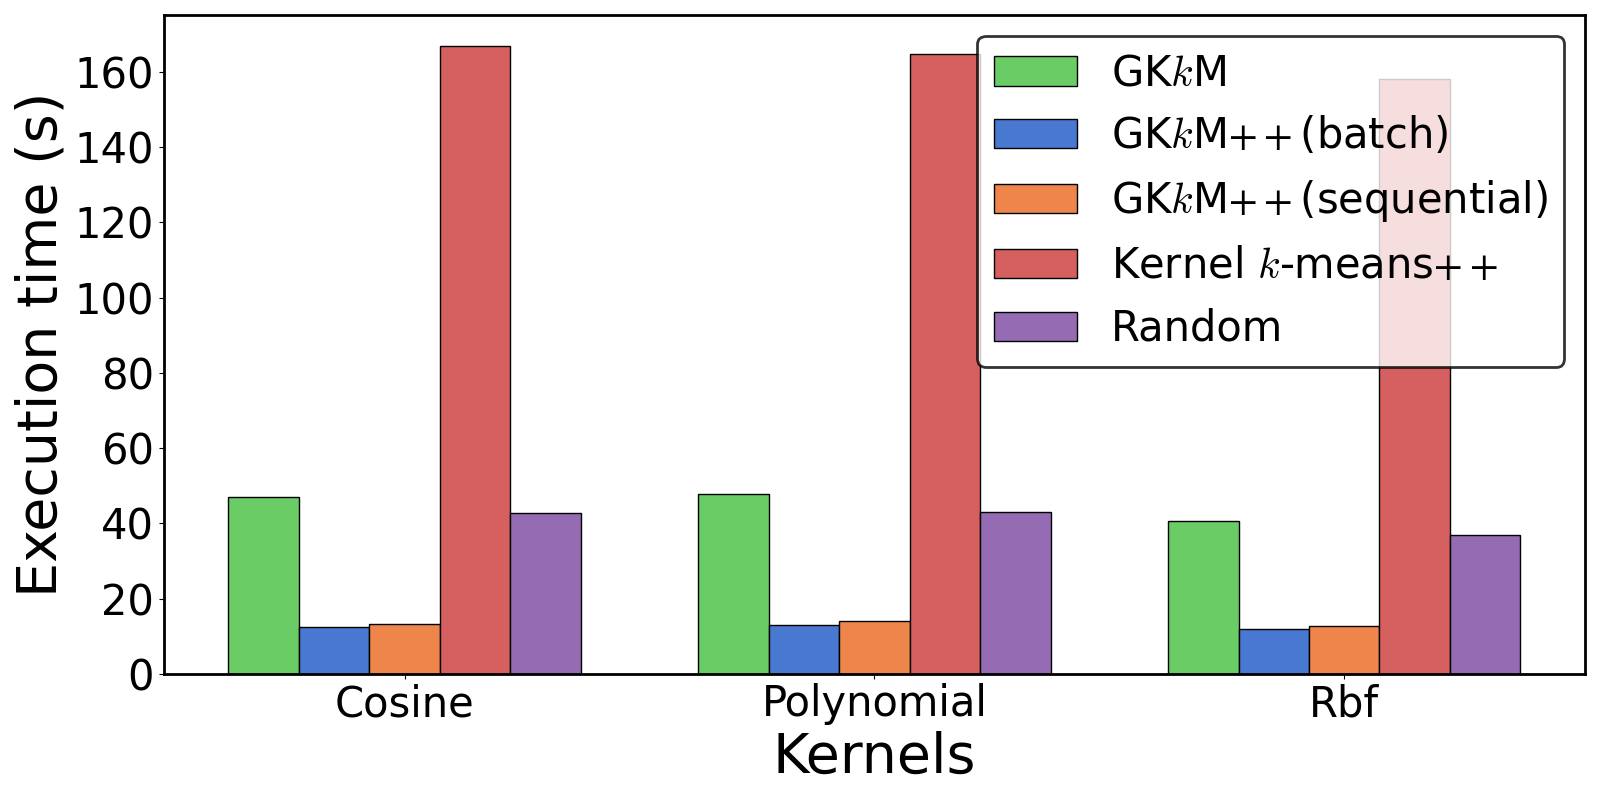 Execution time (s)
160
140
120
100
80
60
40
20
0
GKkM
GKkM++(batch)
GKkM++(sequential)
Kernel k-means++
Random
Cosine
Polynomial
Rbf
Kernels